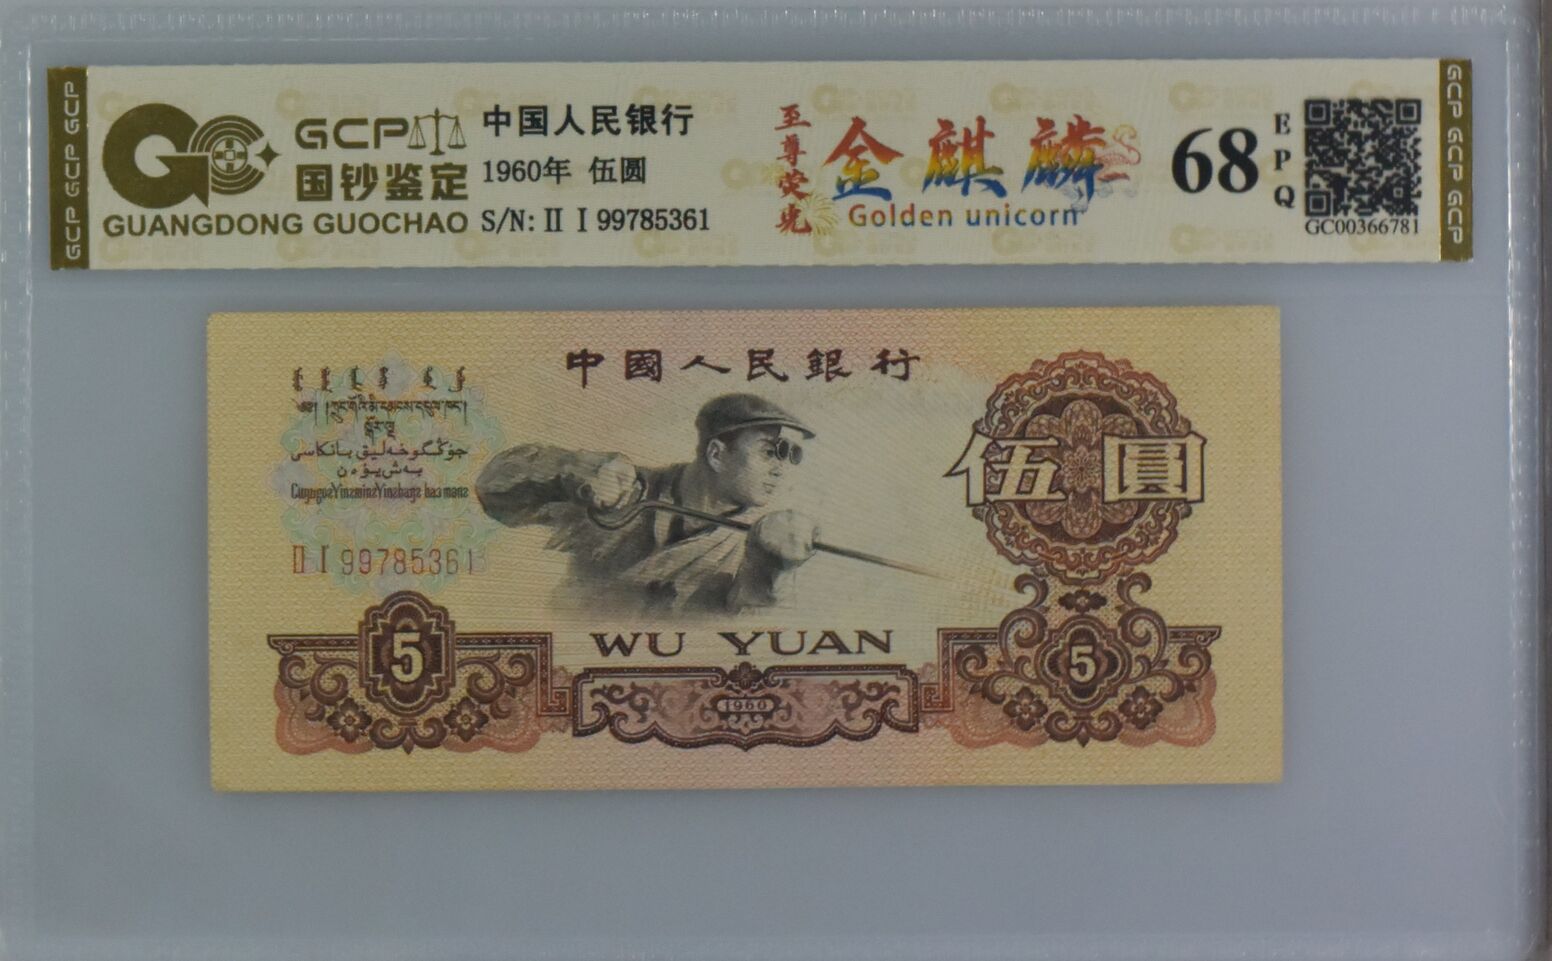 GCP GCP GCP
GCP
国钞鉴定
GUANGDONG GUOCHAO
中国人民银行
1960年 伍圆
S/N: II I 99785361
至尊荧光
金麒麟
Golden unicorn
68
EPQ
GC00366781
GCP GCP GCP
中國人民銀行
伍圓
II I 99785361
5
WU YUAN
5
1960